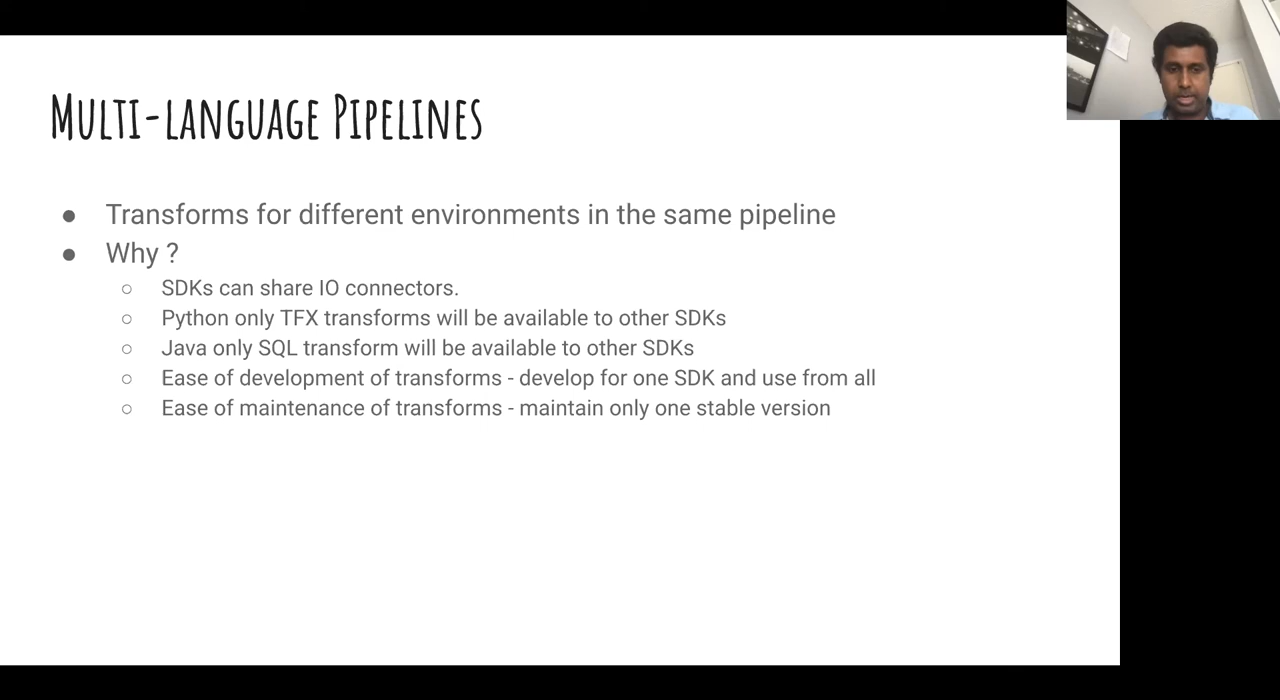 Multi-language Pipelines
● Transforms for different environments in the same pipeline
● Why ?
○ SDKs can share IO connectors.
○ Python only TFX transforms will be available to other SDKs
○ Java only SQL transform will be available to other SDKs
○ Ease of development of transforms - develop for one SDK and use from all
○ Ease of maintenance of transforms - maintain only one stable version